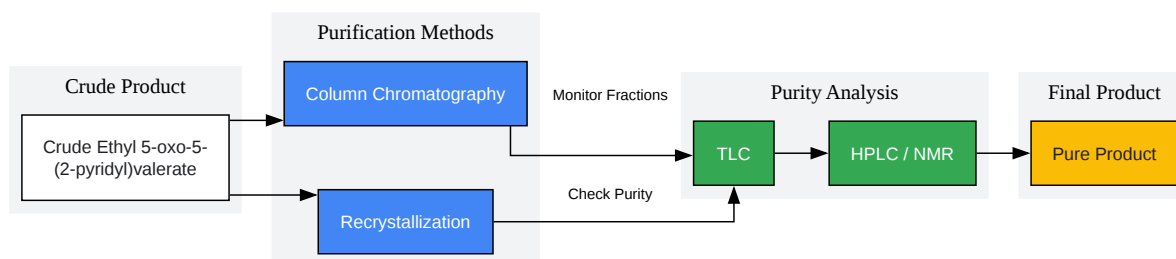 Crude Product
Crude Ethyl 5-oxo-5-
(2-pyridyl)valerate
Purification Methods
Column Chromatography
Recrystallization
Monitor Fractions
Check Purity
Purity Analysis
TLC
HPLC / NMR
Final Product
Pure Product